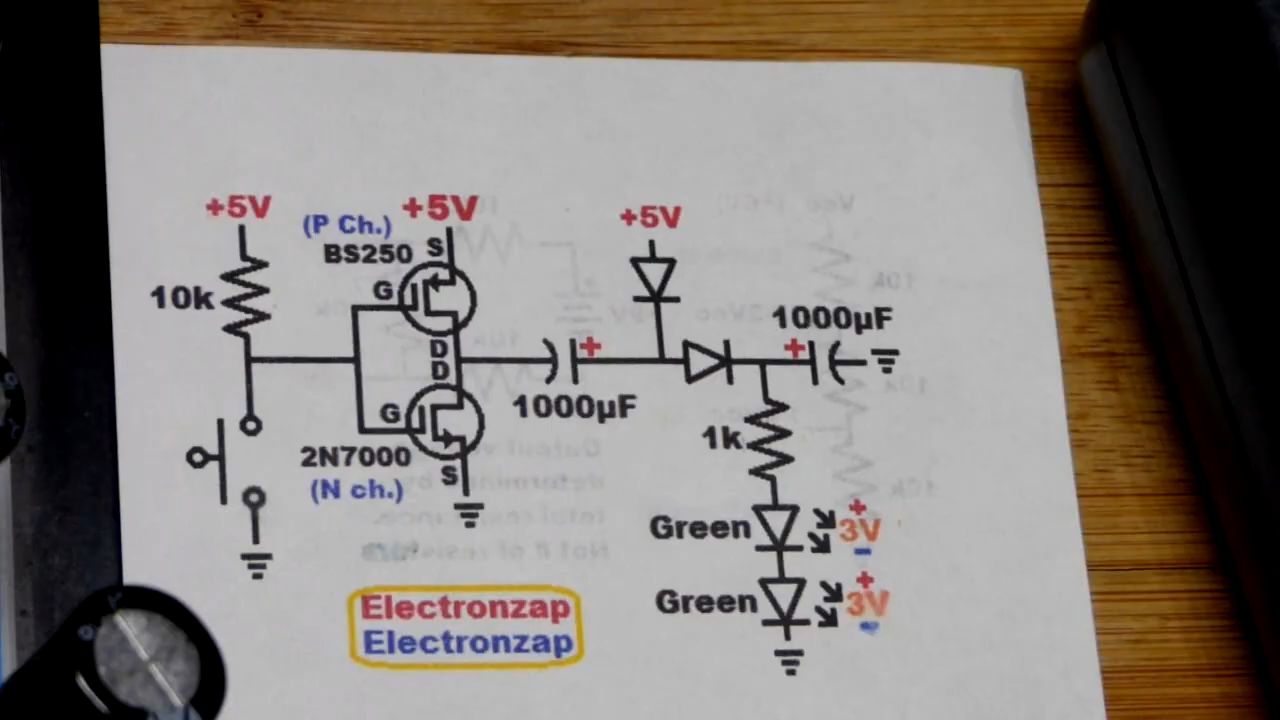 +5V
(P Ch.)
+5V
+5V
BS250
S
10k
G
1000µF
+
+
D
D
1000µF
G
1k
2N7000
S
(N ch.)
Green
+
3V
-
Green
+
3V
-
Electronzap
Electronzap